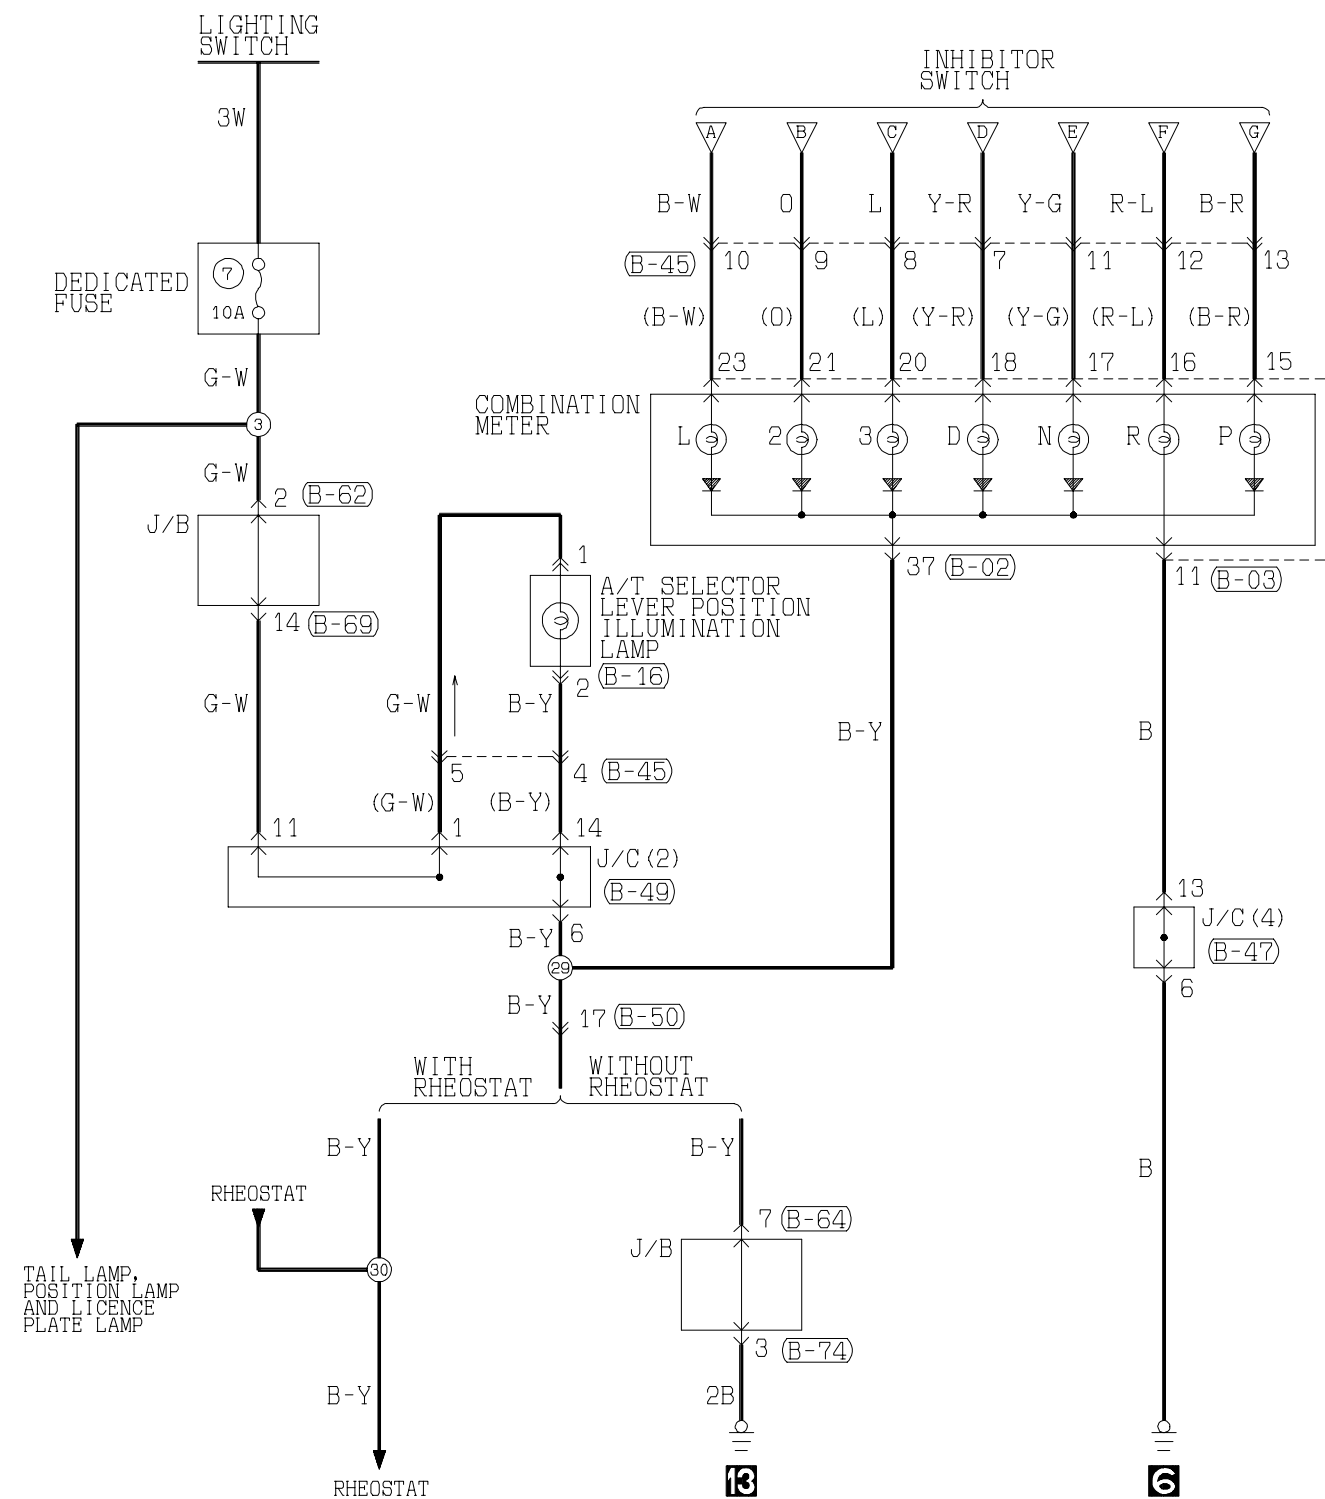 LIGHTING
SWITCH
3W
INHIBITOR
SWITCH
A B C D E F G
B-W O L Y-R Y-G R-L B-R
B-45 10 9 8 7 11 12 13
DEDICATED
FUSE
7
10A
(B-W) (O) (L) (Y-R) (Y-G) (R-L) (B-R)
23 21 20 18 17 16 15
G-W
3
COMBINATION
METER
L 2 3 D N R P
G-W
2 B-62
J/B
14 B-69
1
37 B-02
11 B-03
A/T SELECTOR
LEVER POSITION
ILLUMINATION
LAMP
B-16
2
G-W
G-W
B-Y
B-Y
B
5
4 B-45
(G-W)
(B-Y)
11
1
14
J/C(2)
B-49
13
J/C(4)
B-47
6
B-Y
6
29
B-Y
17 B-50
WITH
RHEOSTAT
WITHOUT
RHEOSTAT
B-Y
B-Y
B
RHEOSTAT
7 B-64
J/B
30
TAIL LAMP,
POSITION LAMP
AND LICENCE
PLATE LAMP
3 B-74
B-Y
2B
RHEOSTAT
13
6